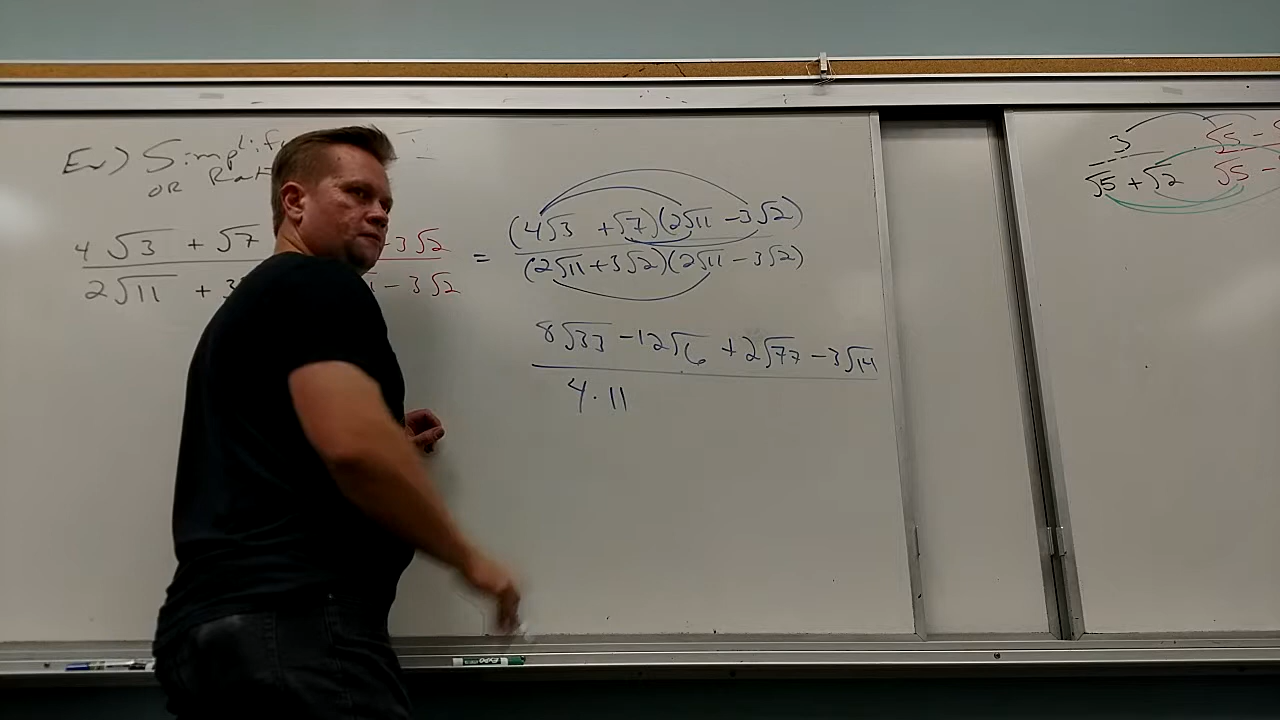 Ex) Simplify
OR Rat
4√3 + √7 - 3√2 = (4√3 + √7)(2√11 - 3√2)
2√11 + 3 - 3√2 (2√11 + 3√2)(2√11 - 3√2)
8√33 - 12√6 + 2√77 - 3√14
4 · 11
3 √5 -
√5 + √2 √5 -